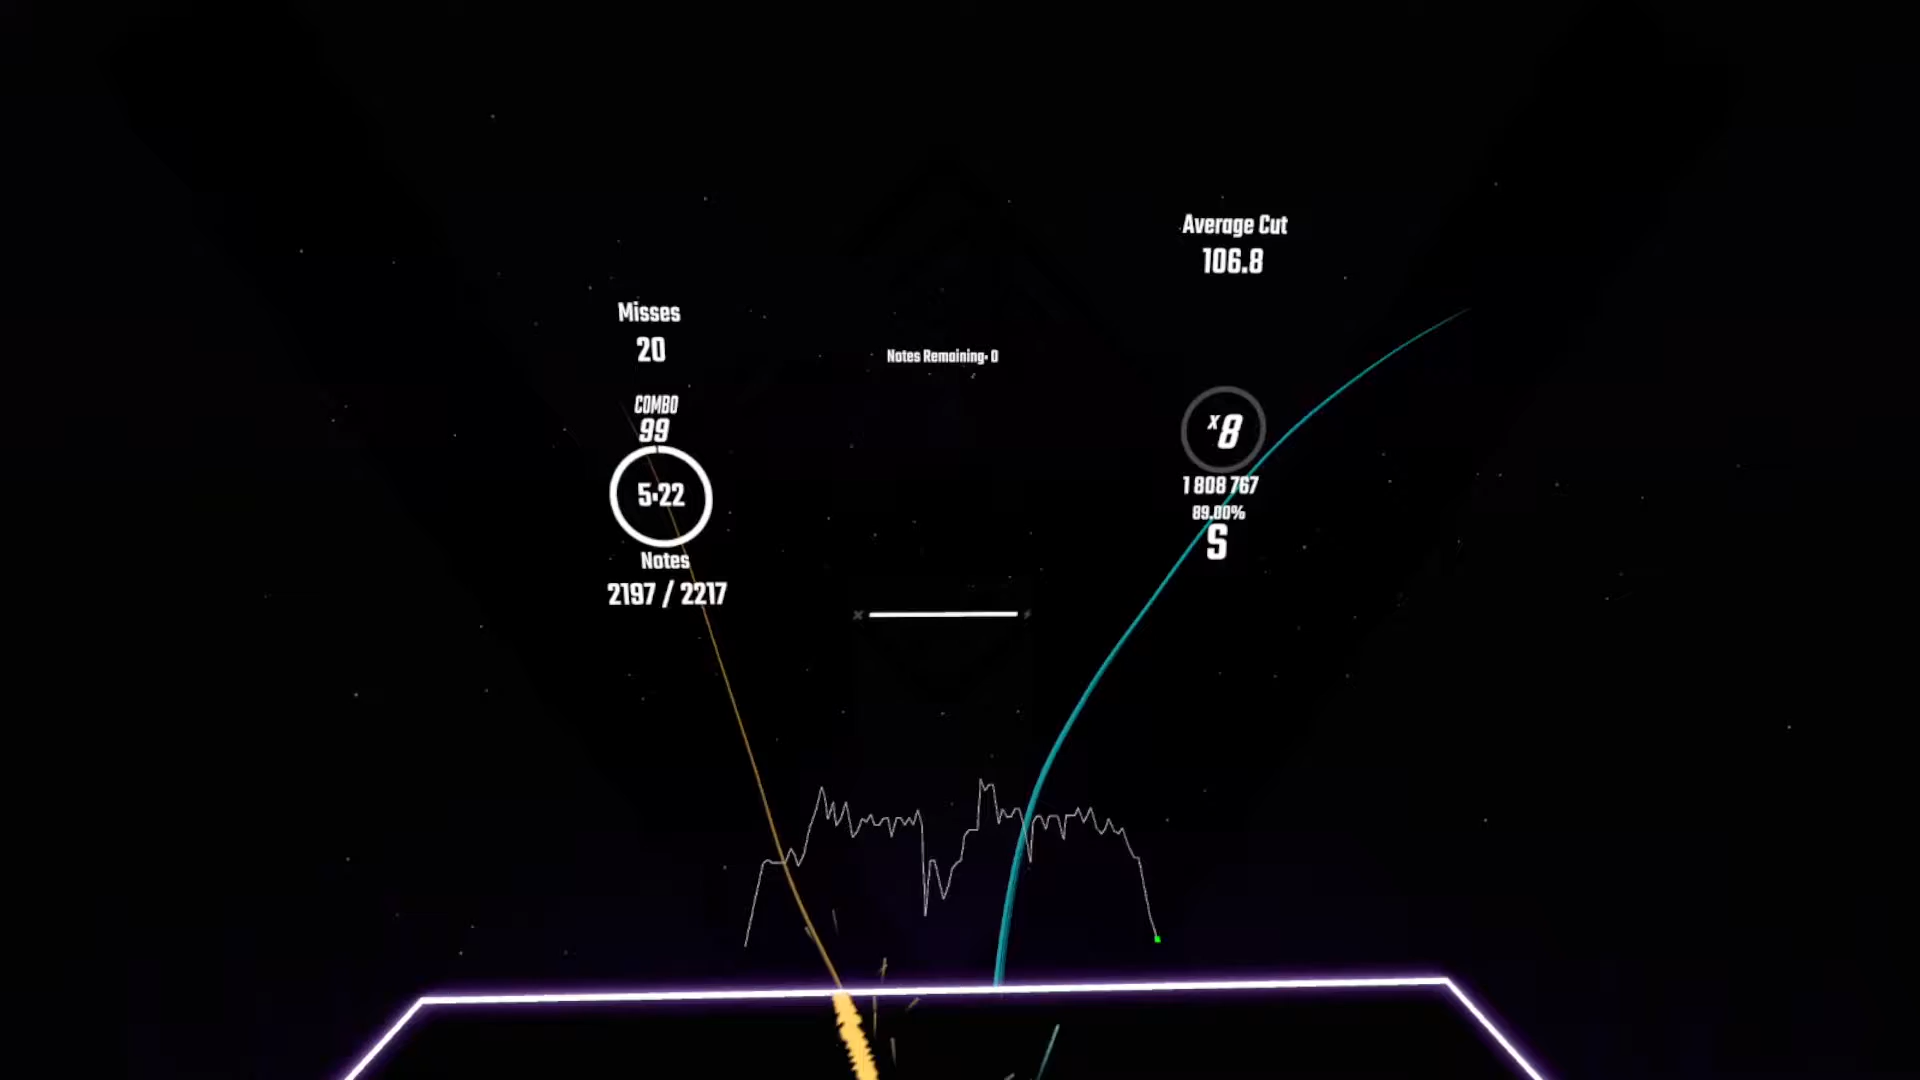 Average Cut
106.8
Misses
20
Notes Remaining: 0
COMBO
99
x8
5:22
1 808 767
89.00%
S
Notes
2197 / 2217